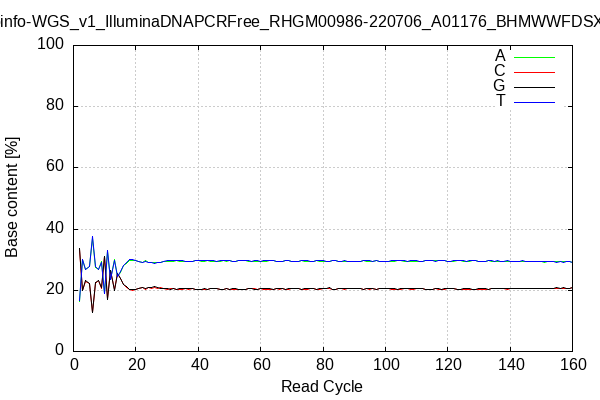 info-WGS_v1_IlluminaDNAPCRFree_RHGM00986-220706_A01176_BHMWWFDSX
A
C
G
T
100
80
60
40
20
0
Base content [%]
0 20 40 60 80 100 120 140 160
Read Cycle